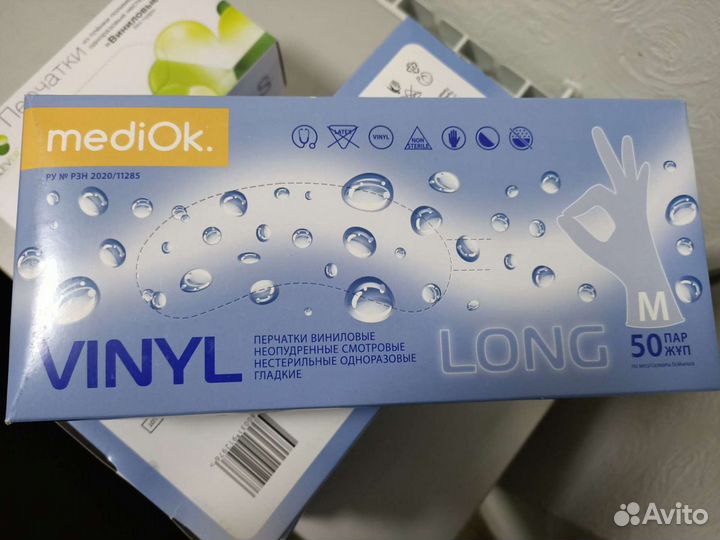 Перчатки
«Виниловые
S
mediOk.
РУ № РЗН 2020/11285
LATEX
VINYL
NON
STERILE
M
VINYL
ПЕРЧАТКИ ВИНИЛОВЫЕ
НЕОПУДРЕННЫЕ СМОТРОВЫЕ
НЕСТЕРИЛЬНЫЕ ОДНОРАЗОВЫЕ
ГЛАДКИЕ
LONG
50 ПАР
ЖҰП
Avito